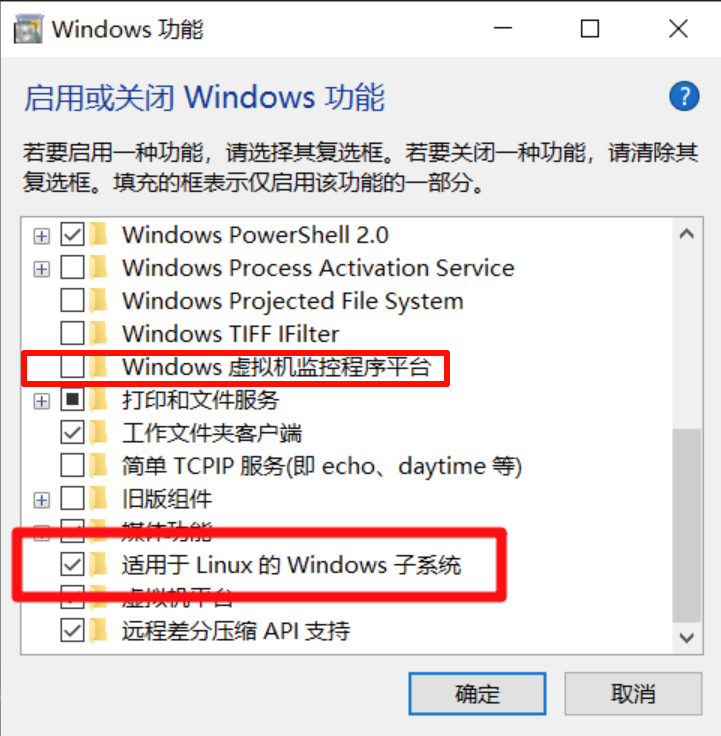 Windows 功能
启用或关闭 Windows 功能
?
若要启用一种功能，请选择其复选框。若要关闭一种功能，请清除其
复选框。填充的框表示仅启用该功能的一部分。
Windows PowerShell 2.0
Windows Process Activation Service
Windows Projected File System
Windows TIFF IFilter
Windows 虚拟机监控程序平台
打印和文件服务
工作文件夹客户端
简单 TCPIP 服务(即 echo、daytime 等)
旧版组件
媒体功能
适用于 Linux 的 Windows 子系统
虚拟机平台
远程差分压缩 API 支持
确定
取消